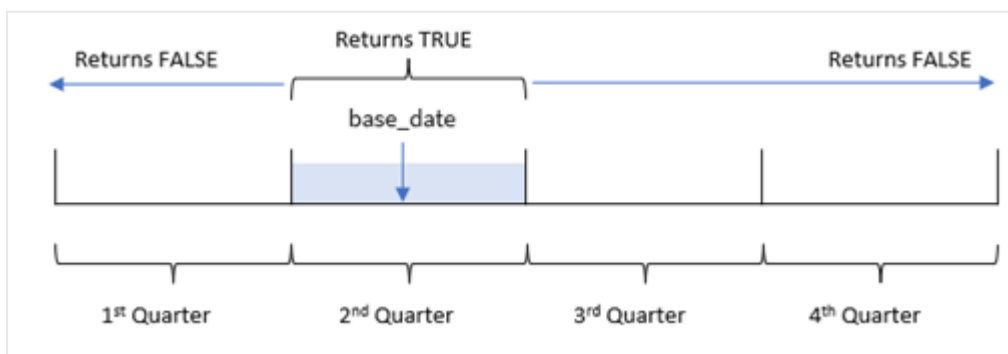 Returns TRUE
Returns FALSE
Returns FALSE
base_date
1st Quarter
2nd Quarter
3rd Quarter
4th Quarter